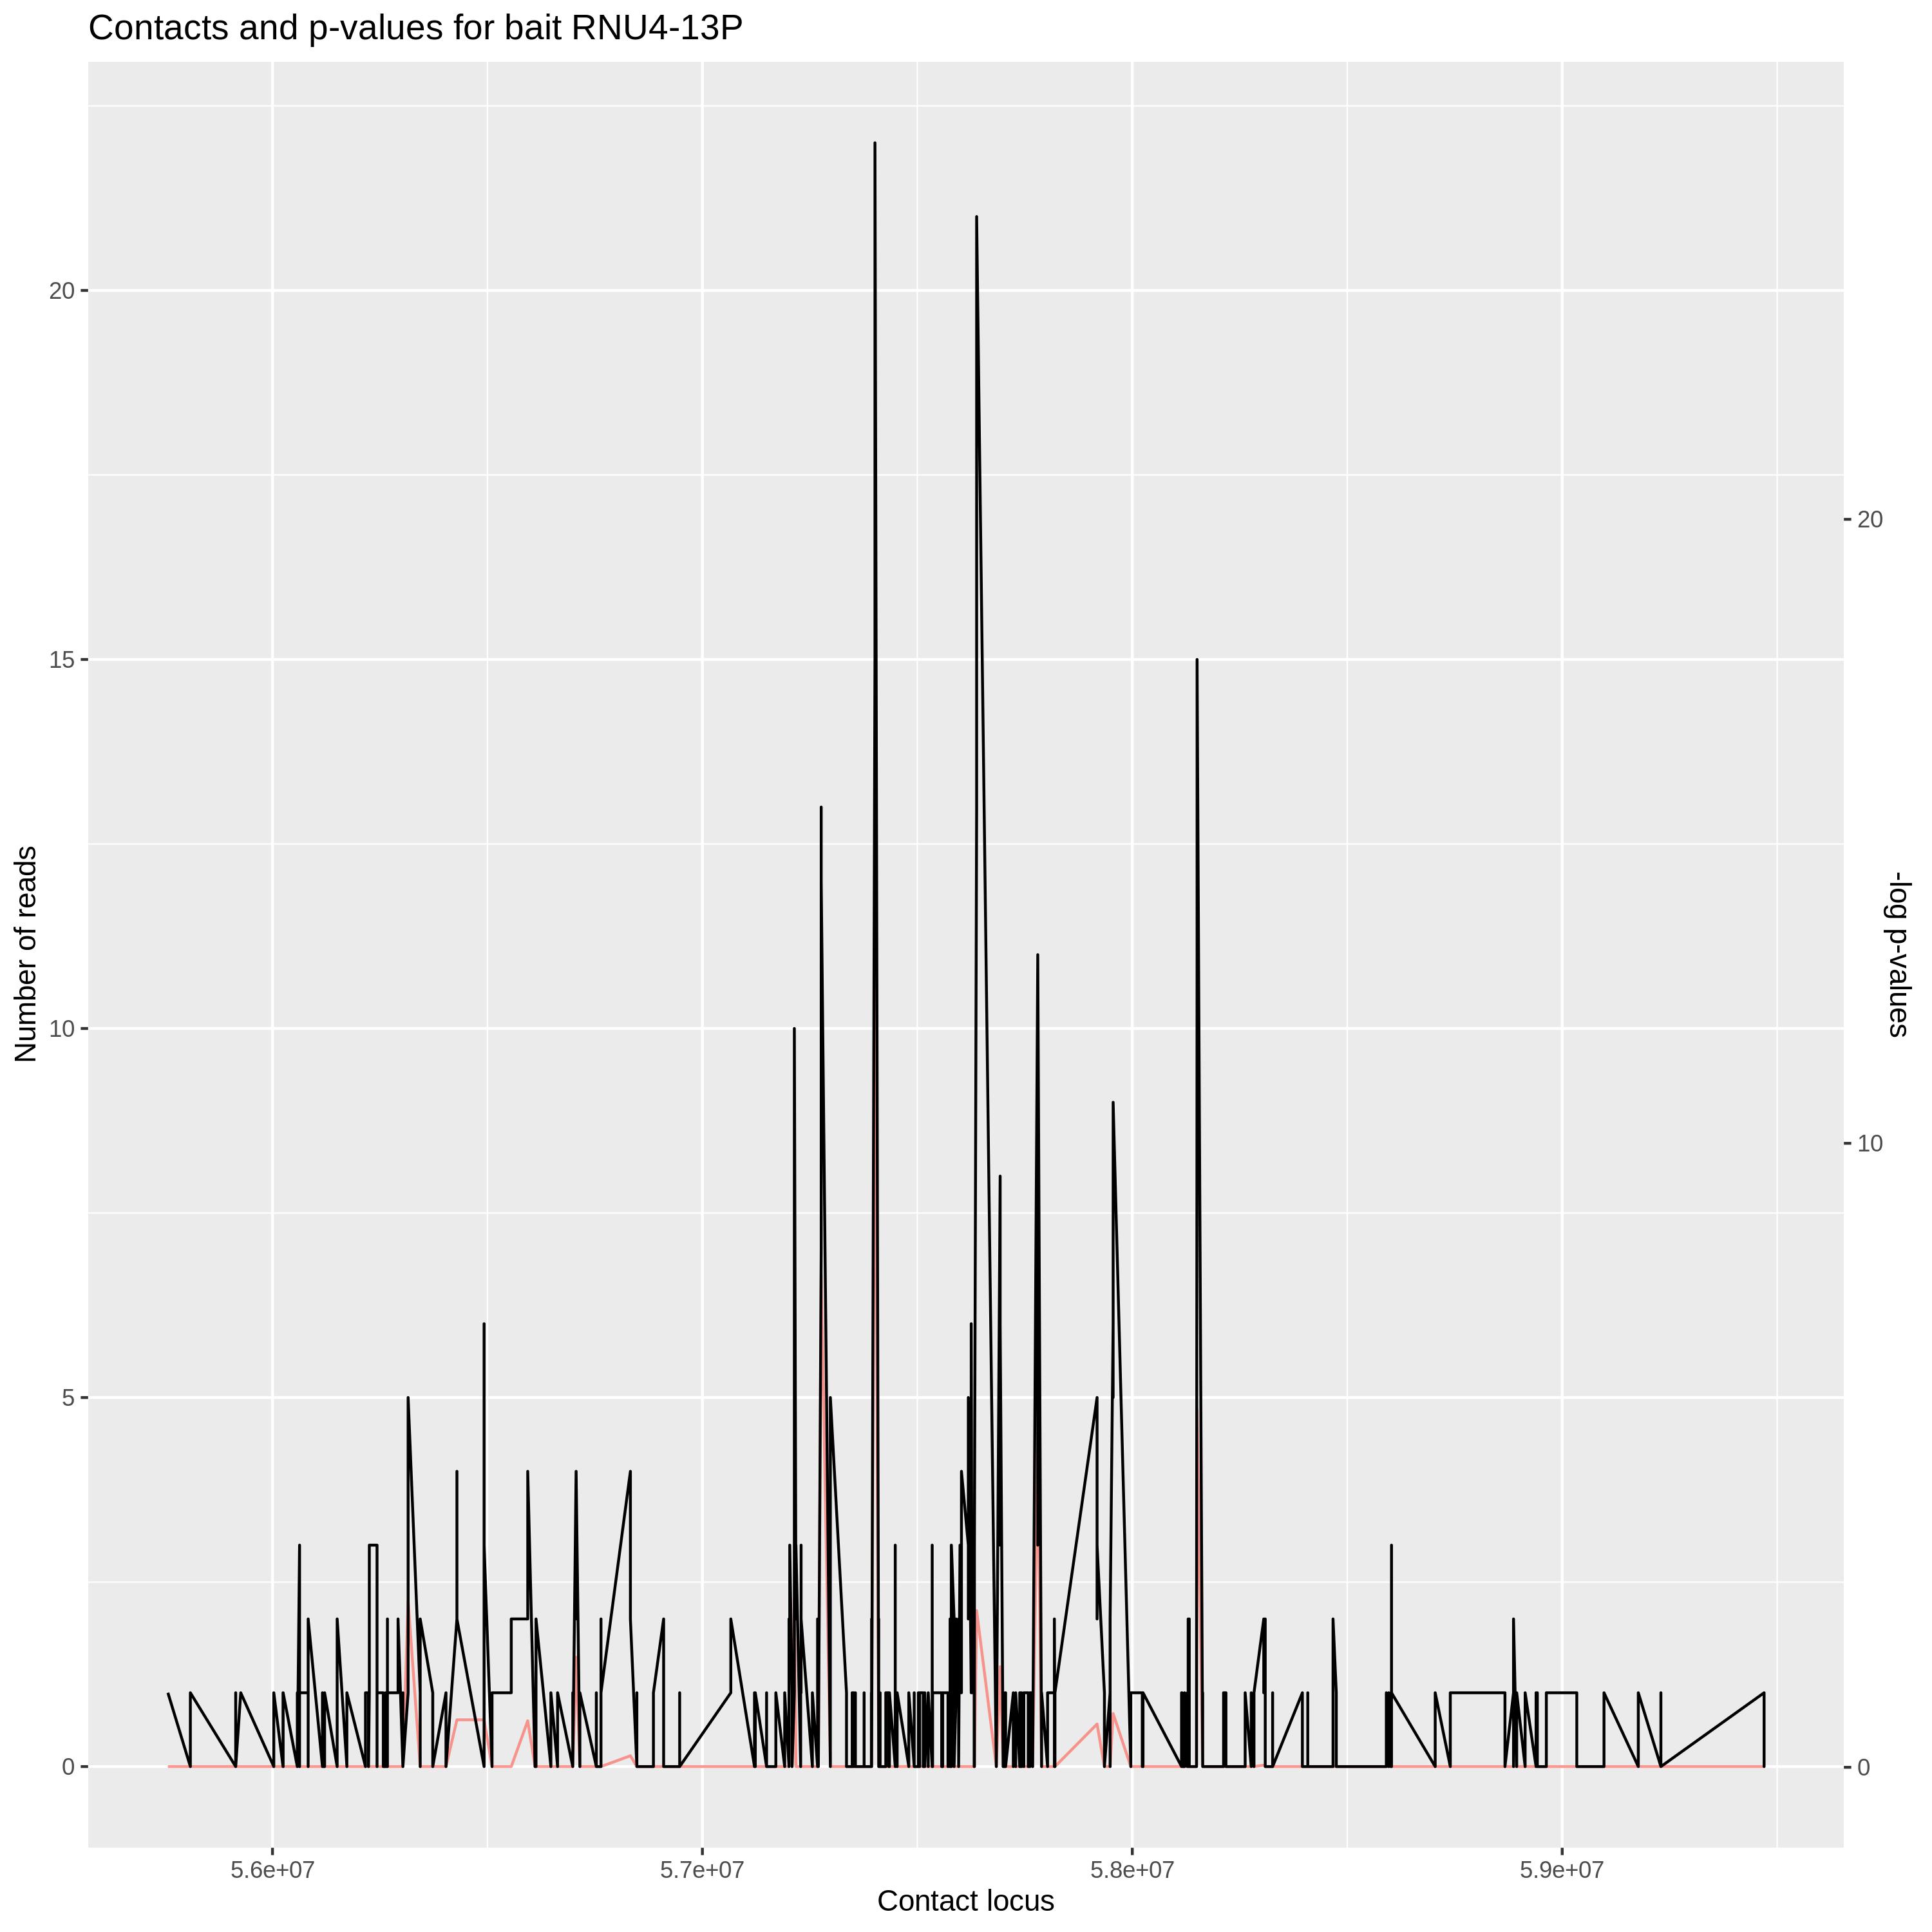 Contacts and p-values for bait RNU4-13P
20
15
10
5
0
Number of reads
20
10
0
-log p-values
5.6e+07
5.7e+07
5.8e+07
5.9e+07
Contact locus